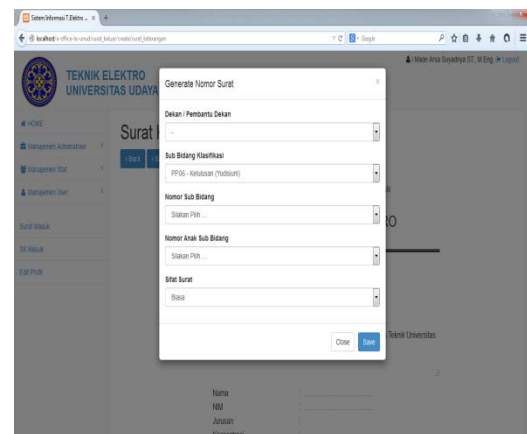 Sistem Informasi T.Elektro ...
localhost/e-office-te-unud/surat_keluar/create/surat_keterangan
Google
I Made Arsa Suyadnya ST., M.Eng
Logout
TEKNIK ELEKTRO
UNIVERSITAS UDAYA
HOME
Manajemen Administrasi
Manajemen Staf
Manajemen User
Surat Masuk
SK Masuk
Edit Profil
Surat
Generate Nomor Surat
×
Dekan / Pembantu Dekan
-
Sub Bidang Klasifikasi
PP.06 - Kelulusan (Yudisium)
Nomor Sub Bidang
Silakan Pilih ...
Nomor Anak Sub Bidang
Silakan Pilih ...
Sifat Surat
Biasa
Close
Save
RO
Teknik Universitas
Nama :
NIM :
Jurusan :